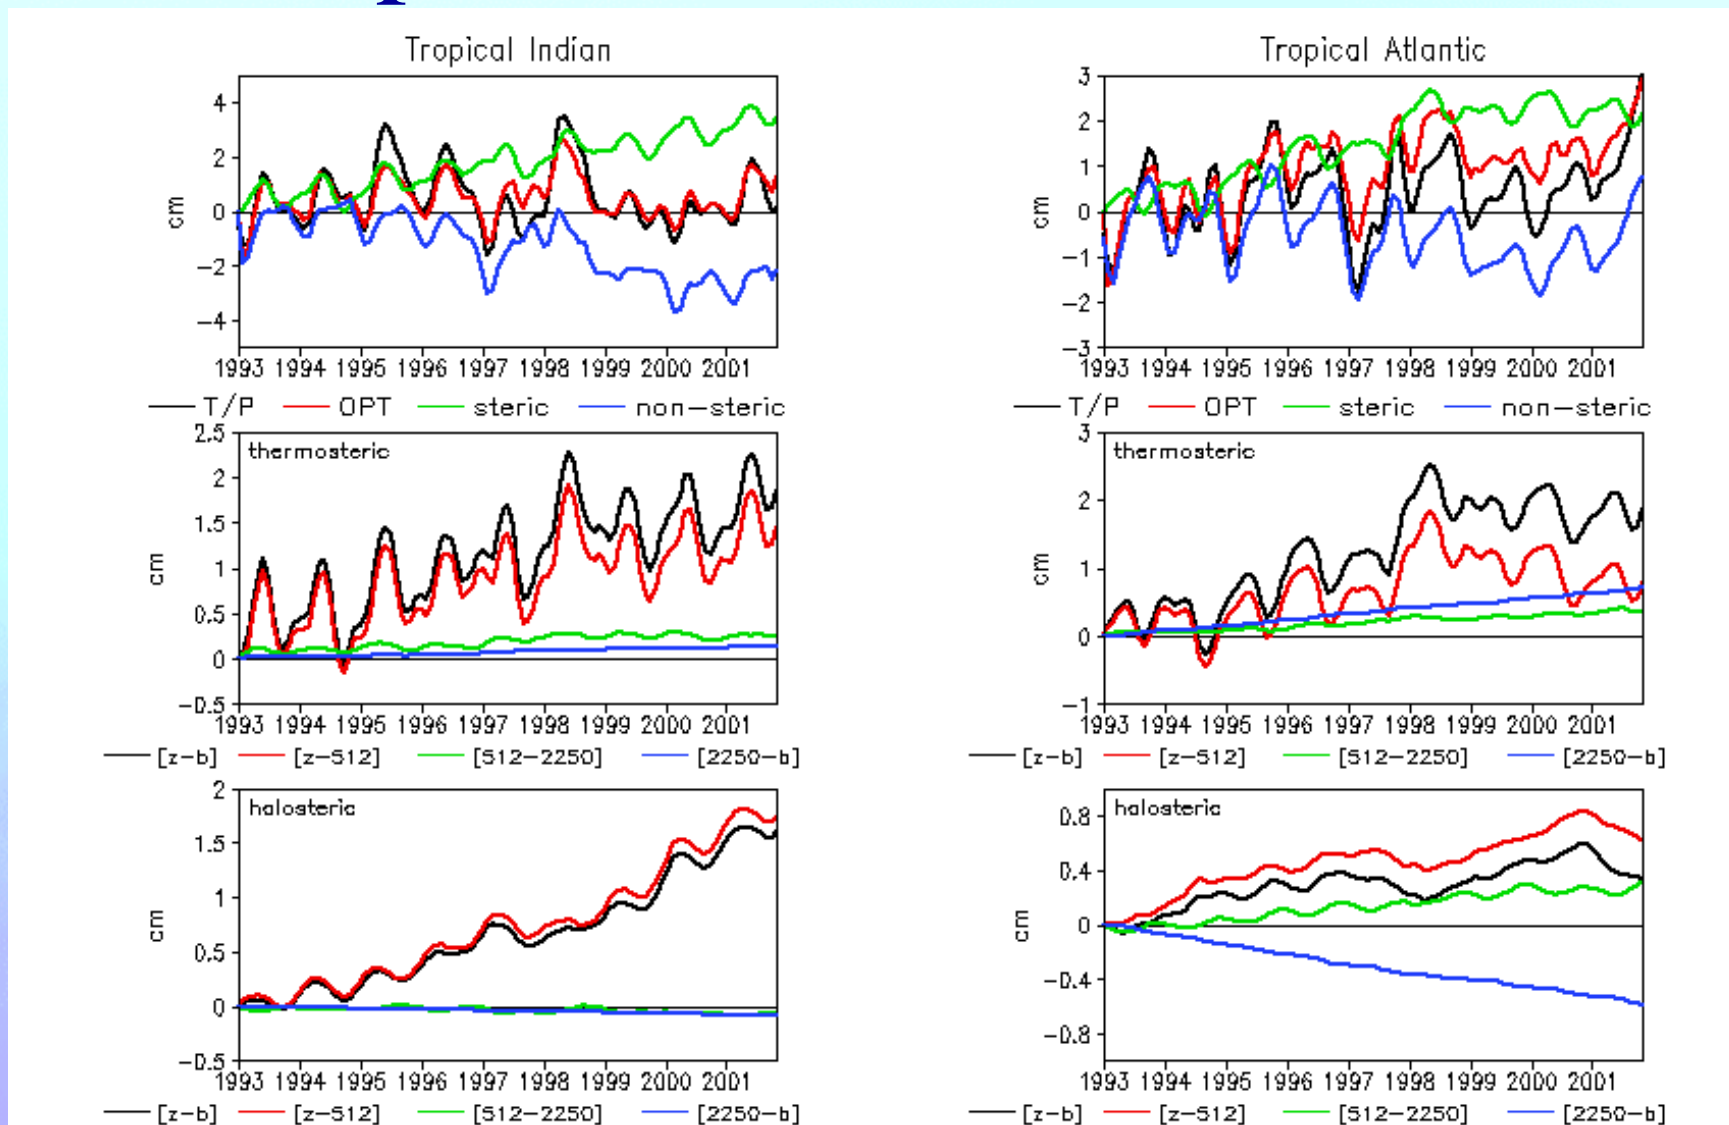 Tropical Indian
Tropical Atlantic
cm
4
2
0
−2
−4
1993 1994 1995 1996 1997 1998 1999 2000 2001
T/P OPT steric non−steric
cm
3
2
1
0
−1
−2
−3
1993 1994 1995 1996 1997 1998 1999 2000 2001
T/P OPT steric non−steric
thermosteric
cm
2.5
2
1.5
1
0.5
0
−0.5
1993 1994 1995 1996 1997 1998 1999 2000 2001
[z−b] [z−512] [512−2250] [2250−b]
thermosteric
cm
3
2
1
0
−1
1993 1994 1995 1996 1997 1998 1999 2000 2001
[z−b] [z−512] [512−2250] [2250−b]
halosteric
cm
2
1.5
1
0.5
0
−0.5
1993 1994 1995 1996 1997 1998 1999 2000 2001
[z−b] [z−512] [512−2250] [2250−b]
halosteric
cm
0.8
0.4
0
−0.4
−0.8
1993 1994 1995 1996 1997 1998 1999 2000 2001
[z−b] [z−512] [512−2250] [2250−b]